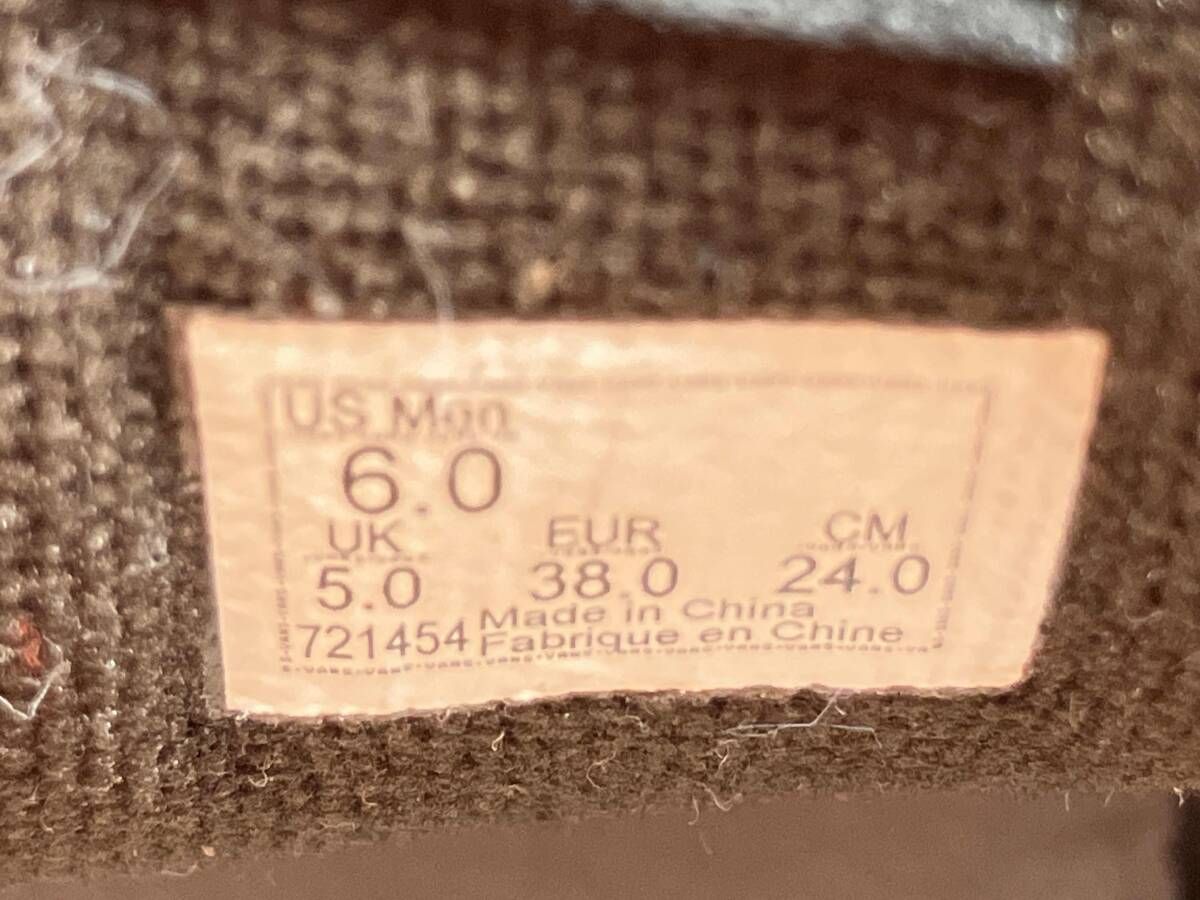 US Men
6.0
UK EUR CM
5.0 38.0 24.0
721454 Made in China
Fabrique en Chine